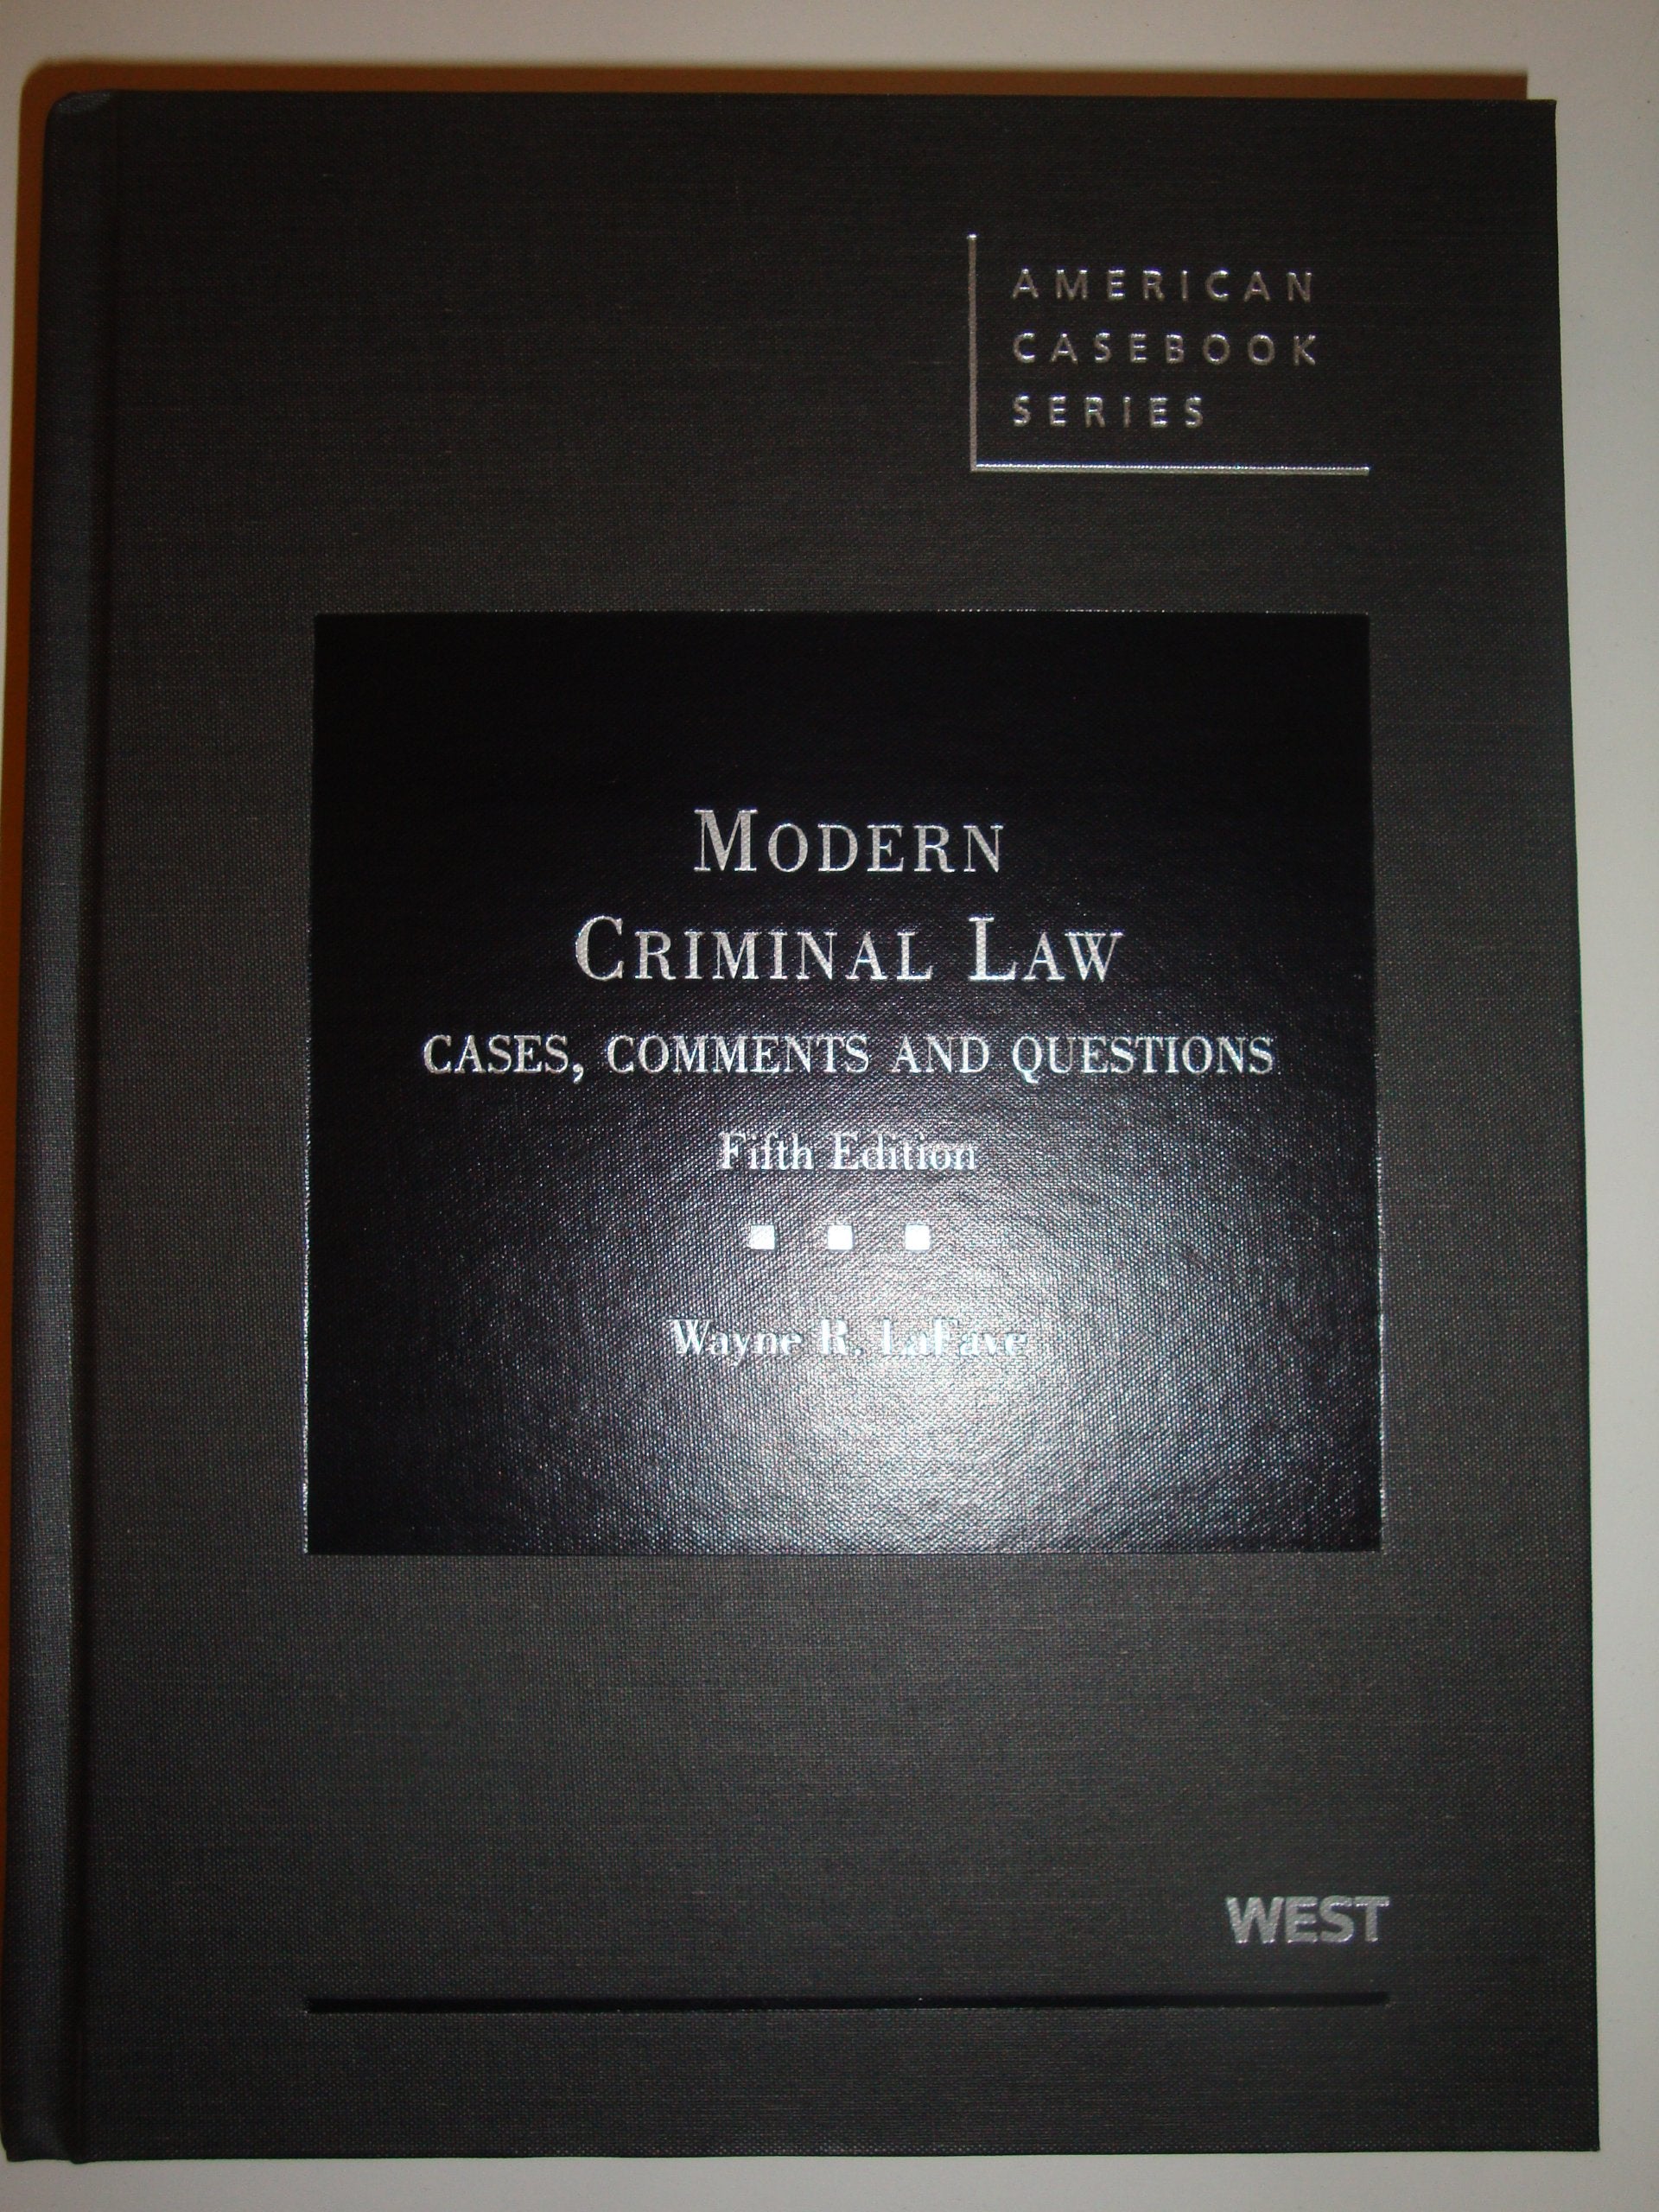 AMERICAN
CASEBOOK
SERIES
MODERN
CRIMINAL LAW
CASES, COMMENTS AND QUESTIONS
Fifth Edition
Wayne R. LaFave
WEST